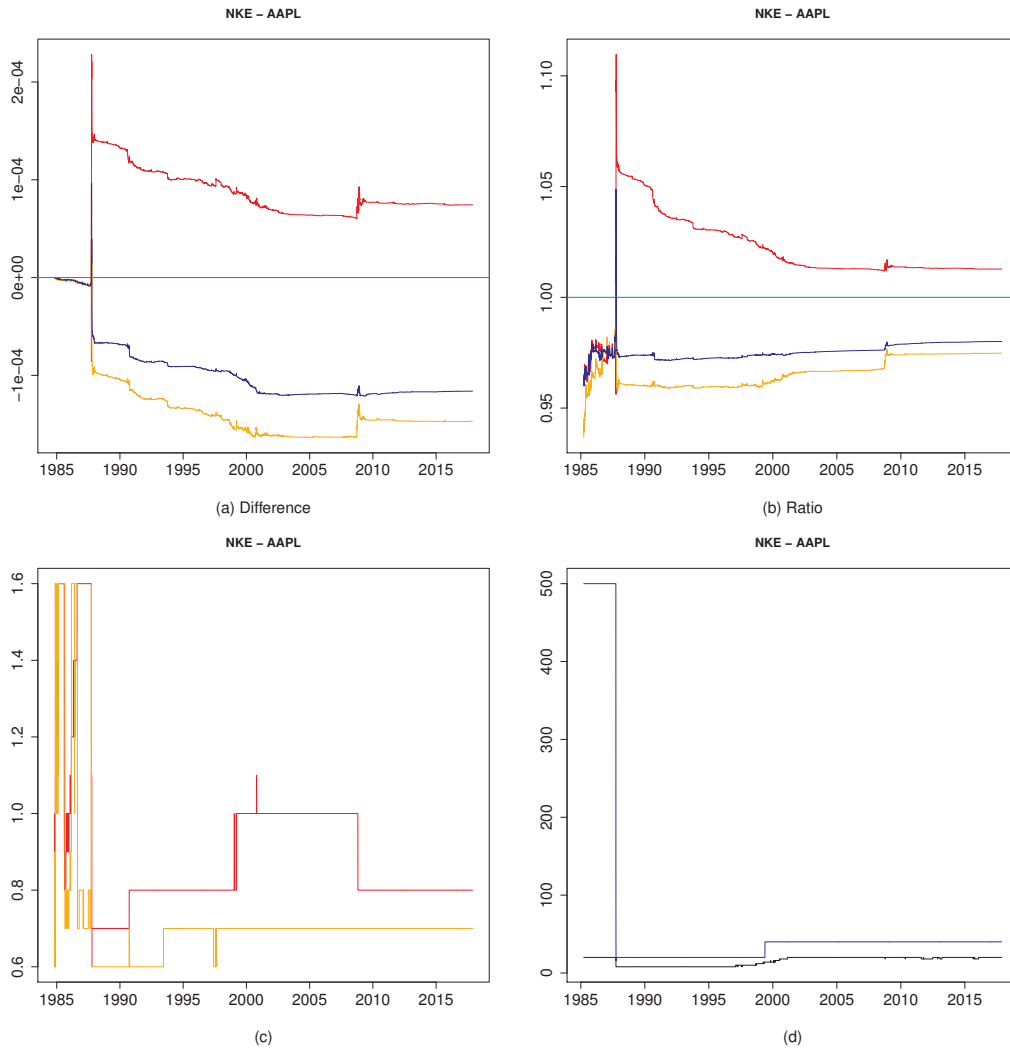 NKE − AAPL
2e−04
1e−04
0e+00
−1e−04
1985 1990 1995 2000 2005 2010 2015
(a) Difference
NKE − AAPL
1.10
1.05
1.00
0.95
1985 1990 1995 2000 2005 2010 2015
(b) Ratio
NKE − AAPL
1.6
1.4
1.2
1.0
0.8
0.6
1985 1990 1995 2000 2005 2010 2015
(c)
NKE − AAPL
500
400
300
200
100
0
1985 1990 1995 2000 2005 2010 2015
(d)